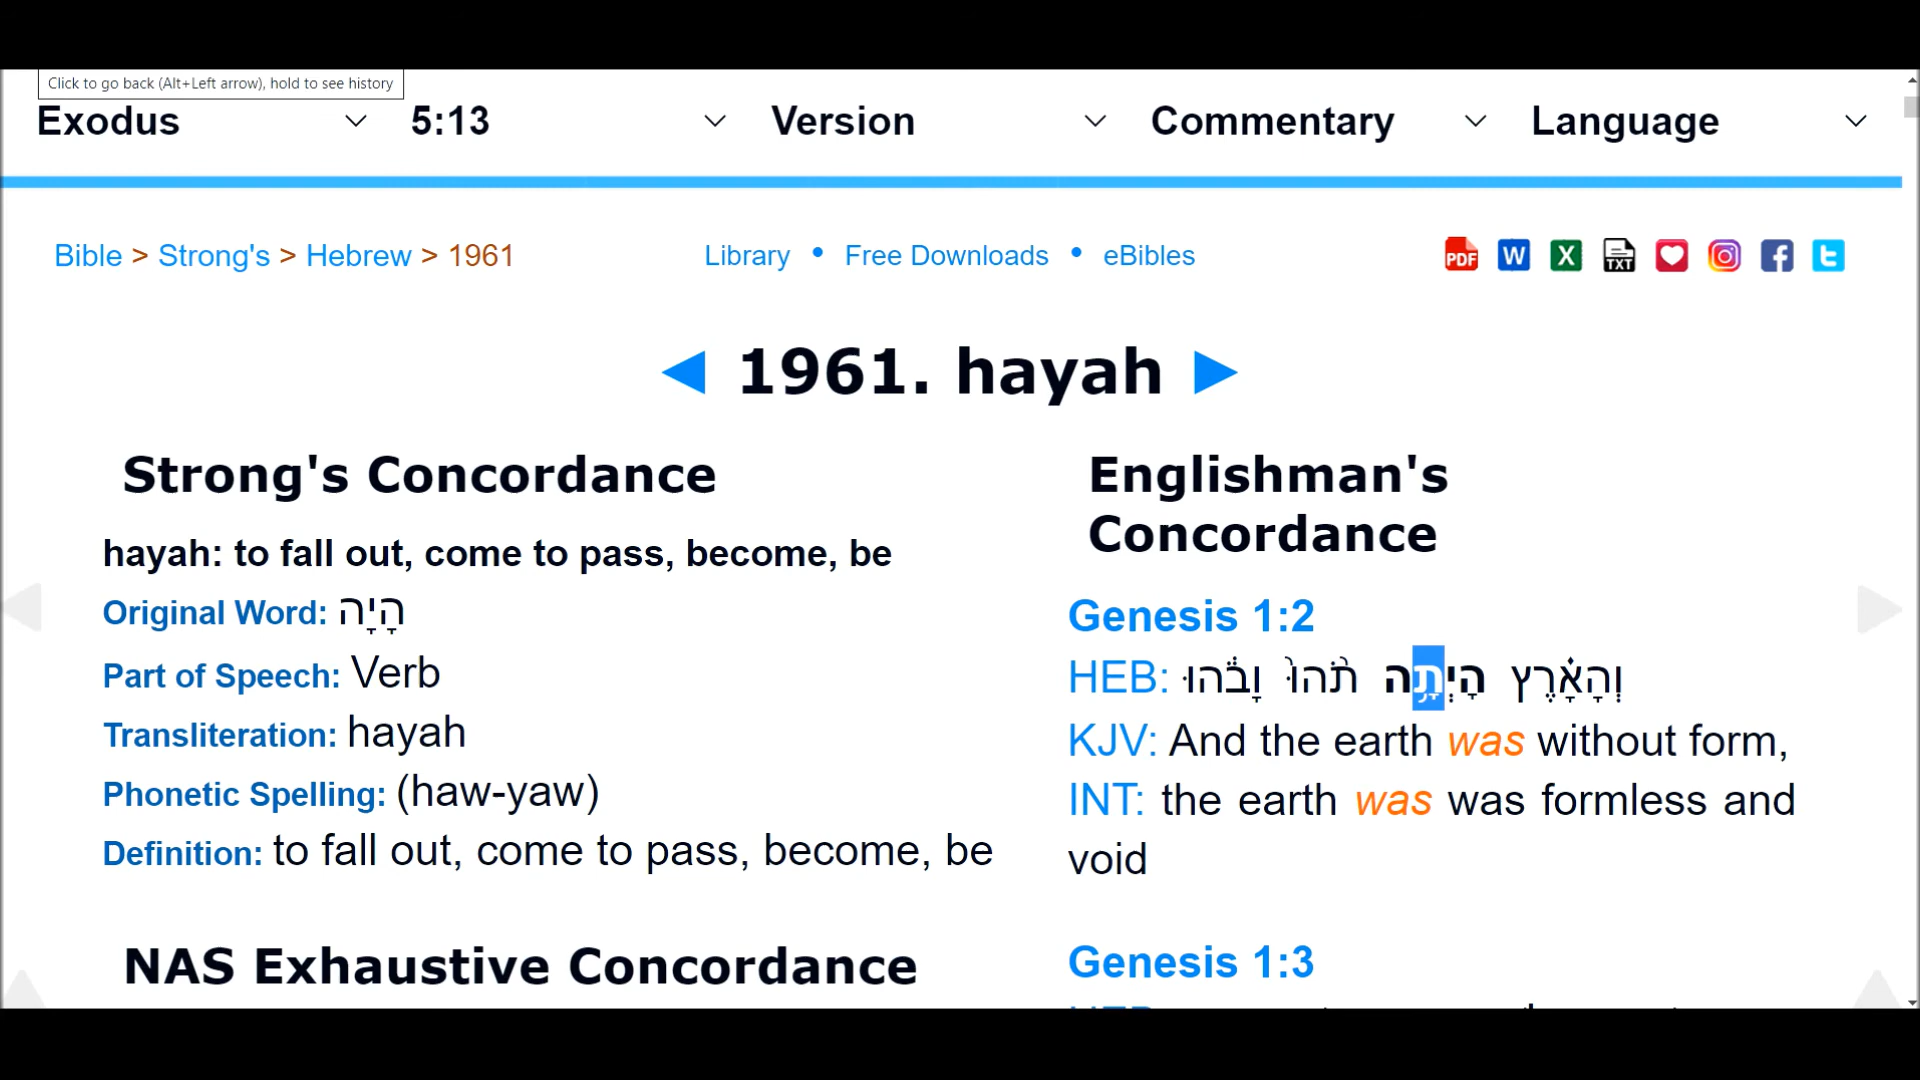 Click to go back (Alt+Left arrow), hold to see history
Exodus 5:13 Version Commentary Language
Bible > Strong's > Hebrew > 1961 Library • Free Downloads • eBibles
PDF W X TXT
1961. hayah
Strong's Concordance
hayah: to fall out, come to pass, become, be
Original Word: הָיָה
Part of Speech: Verb
Transliteration: hayah
Phonetic Spelling: (haw-yaw)
Definition: to fall out, come to pass, become, be
NAS Exhaustive Concordance
Englishman's
Concordance
Genesis 1:2
HEB: וְהָאָ֗רֶץ הָיְתָ֥ה תֹ֙הוּ֙ וָבֹ֔הוּ
KJV: And the earth was without form,
INT: the earth was was formless and
void
Genesis 1:3